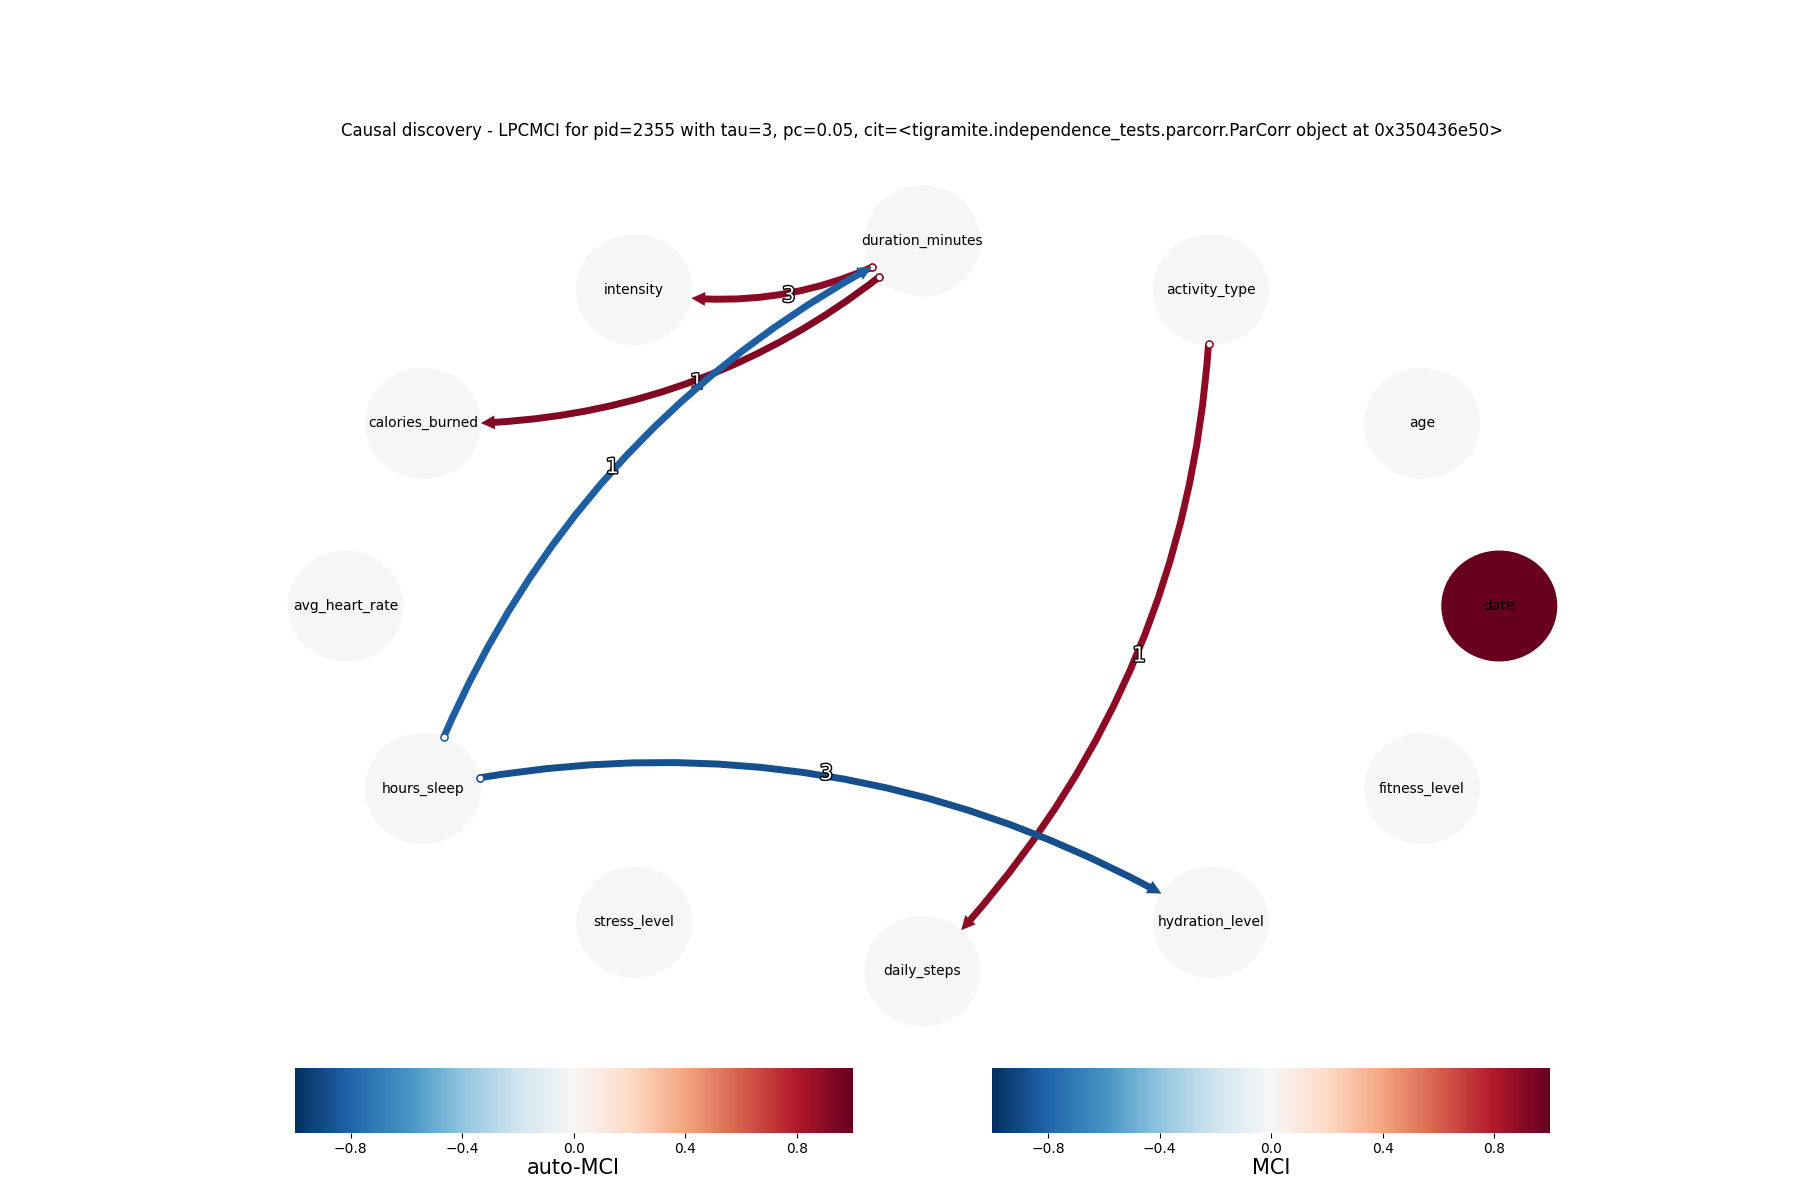 Causal discovery - LPCMCI for pid=2355 with tau=3, pc=0.05, cit=<tigramite.independence_tests.parcorr.ParCorr object at 0x350436e50>
duration_minutes
intensity
activity_type
3
1
calories_burned
age
1
avg_heart_rate
date
1
3
hours_sleep
fitness_level
stress_level
hydration_level
daily_steps
−0.8 −0.4 0.0 0.4 0.8
auto-MCI
−0.8 −0.4 0.0 0.4 0.8
MCI